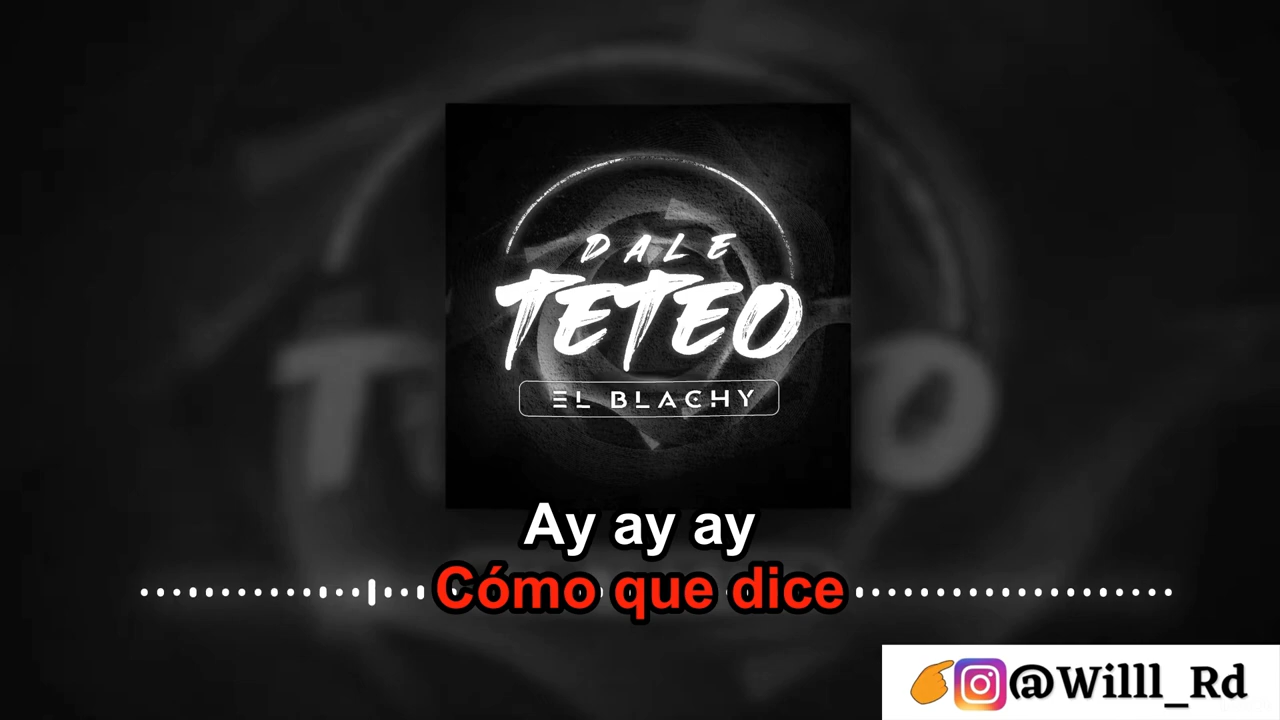 DALE
TETEO
EL BLACHY
Ay ay ay
Cómo que dice
@Willl_Rd